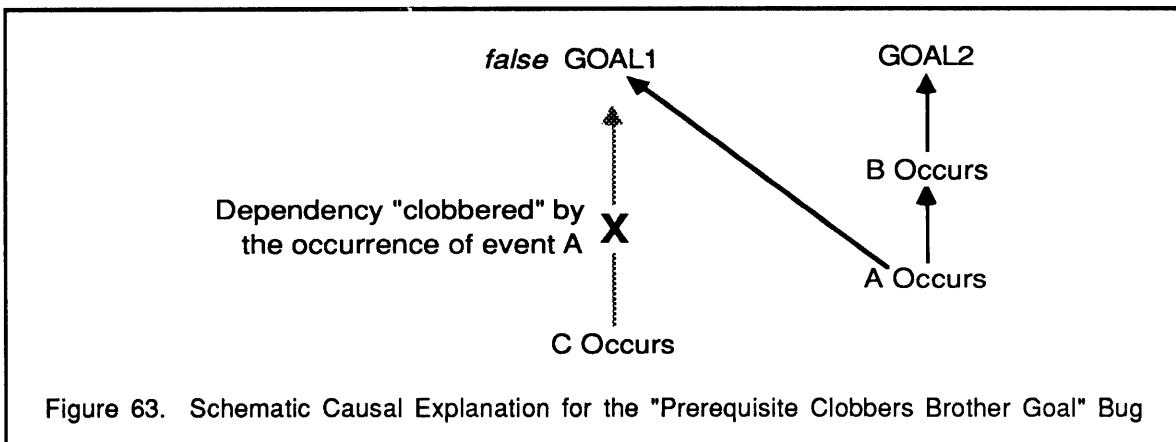 false GOAL1
GOAL2
B Occurs
Dependency "clobbered" by
the occurrence of event A
X
A Occurs
C Occurs
Figure 63. Schematic Causal Explanation for the "Prerequisite Clobbers Brother Goal" Bug